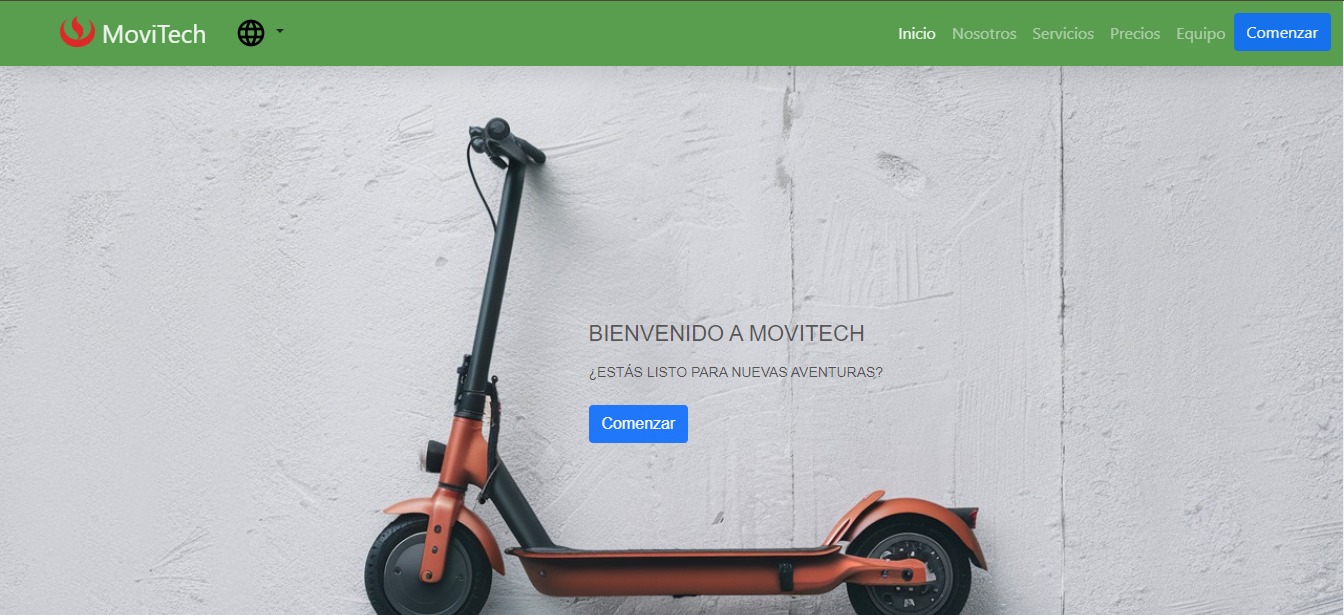 MoviTech
Inicio Nosotros Servicios Precios Equipo Comenzar
BIENVENIDO A MOVITECH
¿ESTÁS LISTO PARA NUEVAS AVENTURAS?
Comenzar